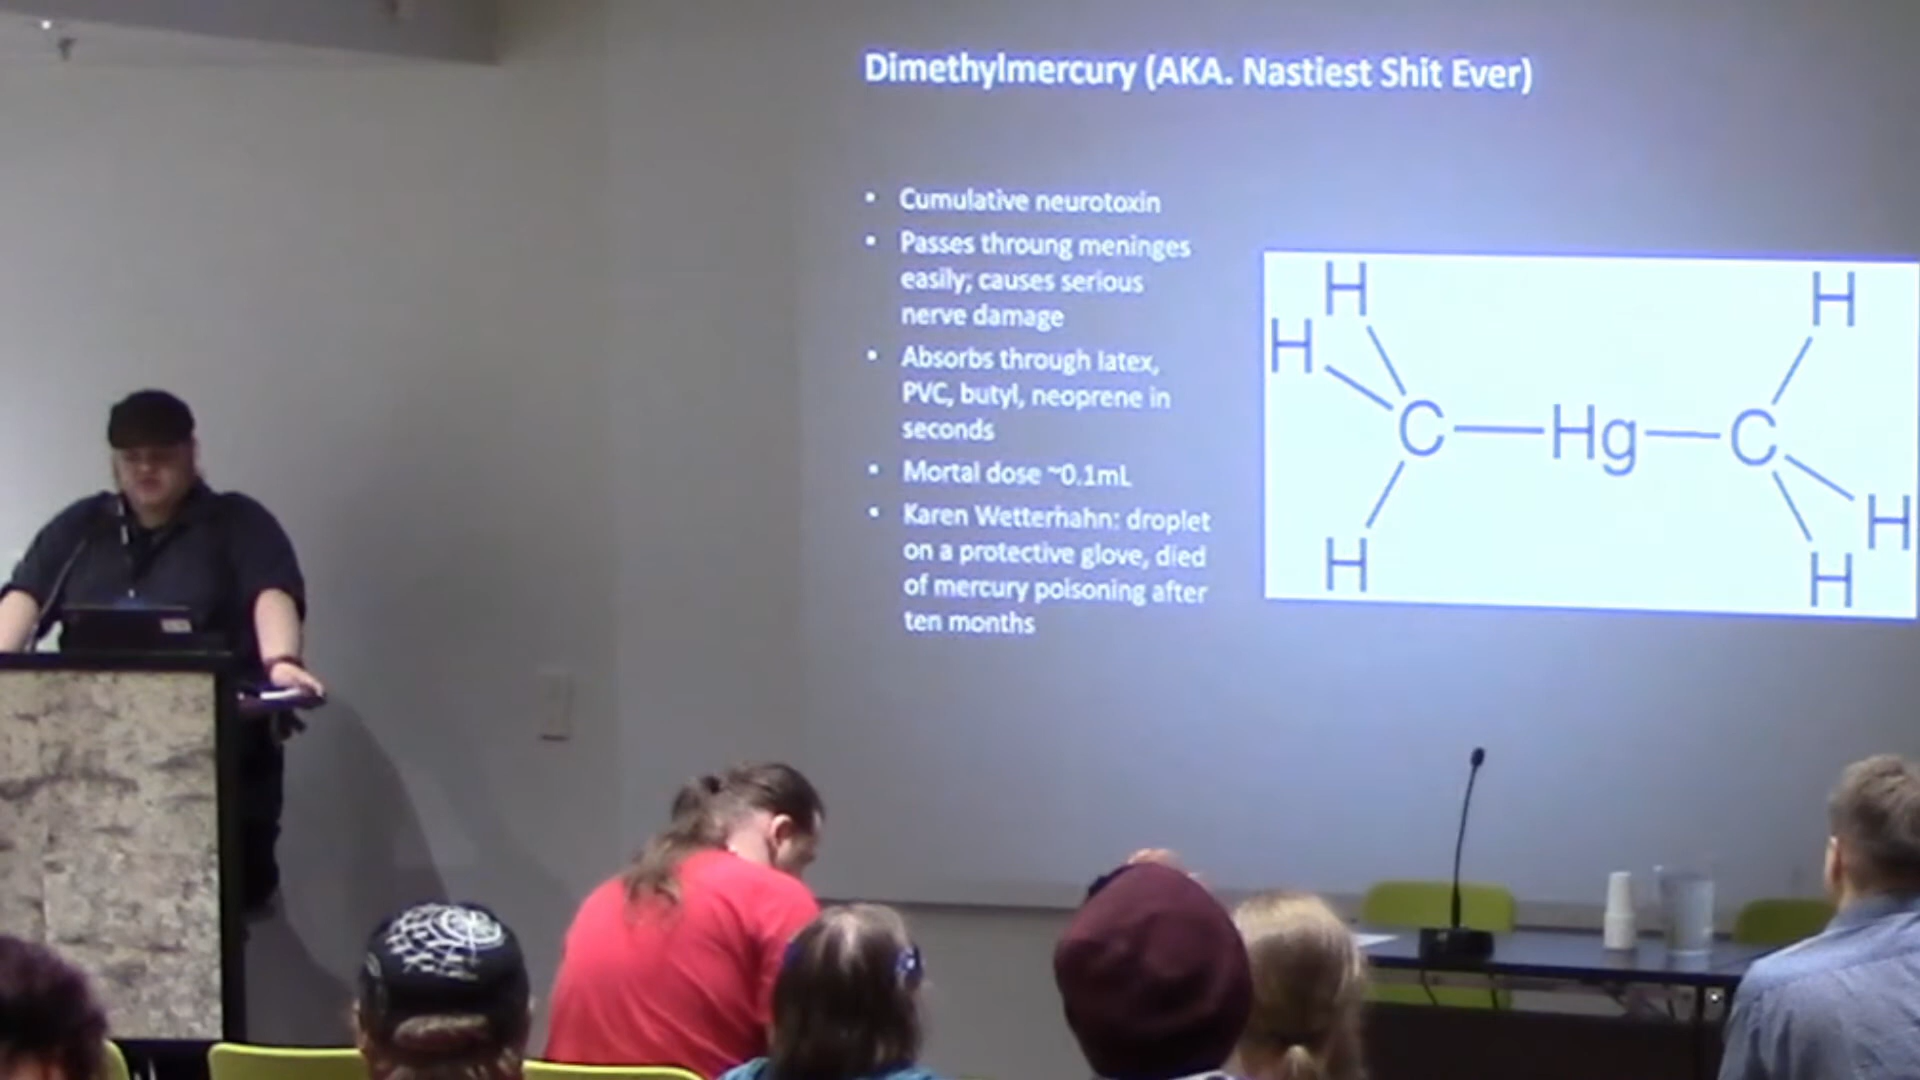 Dimethylmercury (AKA. Nastiest Shit Ever)
• Cumulative neurotoxin
• Passes throung meninges
easily; causes serious
nerve damage
• Absorbs through latex,
PVC, butyl, neoprene in
seconds
• Mortal dose ~0.1mL
• Karen Wetterhahn: droplet
on a protective glove, died
of mercury poisoning after
ten months
H H
H
C—Hg—C
H
H H